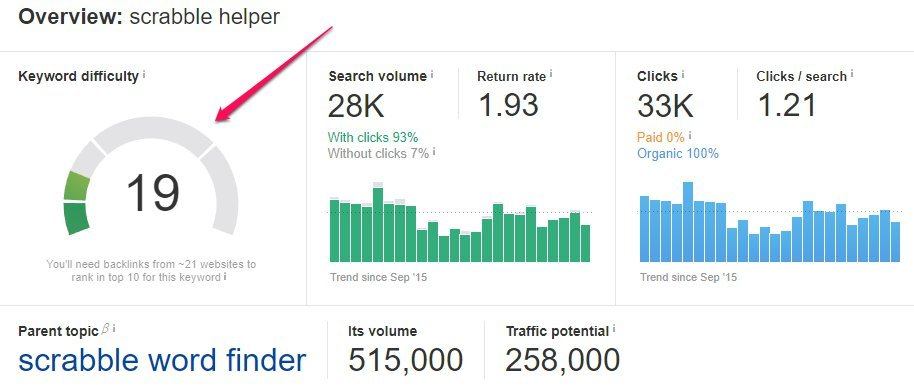 Overview: scrabble helper
Keyword difficulty i
19
You'll need backlinks from ~21 websites to
rank in top 10 for this keyword i
Search volume i
28K
With clicks 93%
Without clicks 7% i
Trend since Sep '15
Return rate i
1.93
Clicks i
33K
Paid 0% i
Organic 100%
Trend since Sep '15
Clicks / search i
1.21
Parent topic β i
scrabble word finder
Its volume
515,000
Traffic potential i
258,000